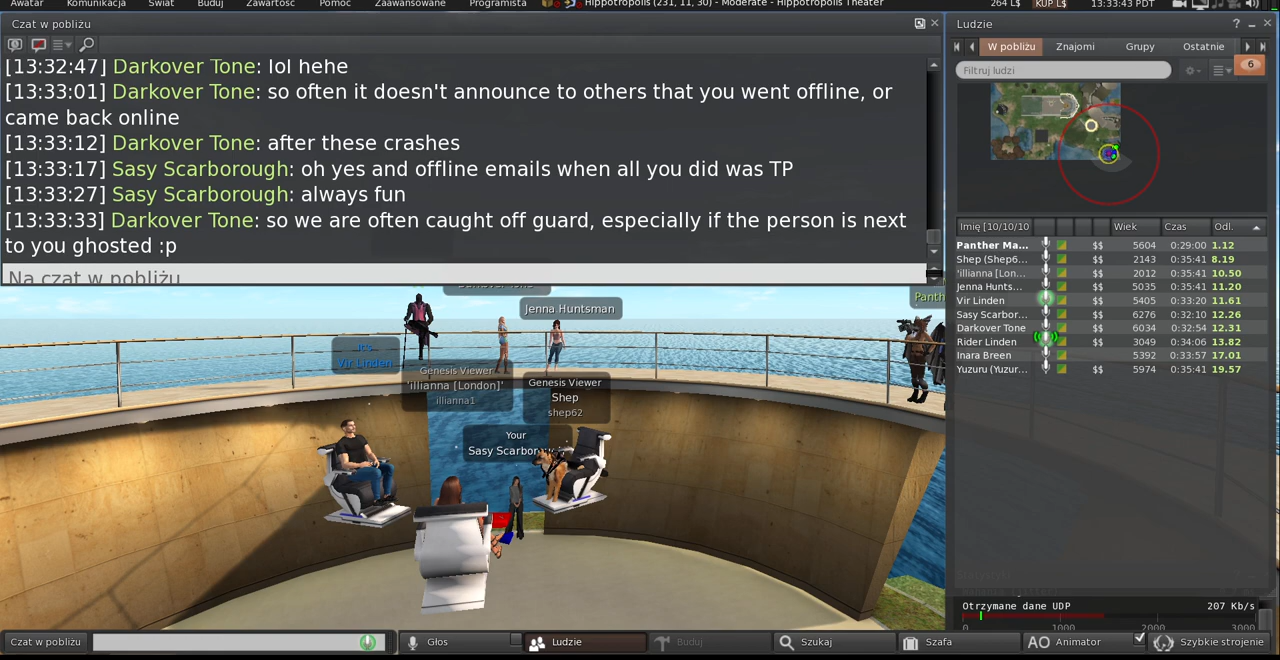 Awatar Komunikacja Świat Buduj Zawartość Pomoc Zaawansowane Programista Hippotropolis (231, 11, 30) - Moderate - Hippotropolis Theater 264 L$ KUP L$ 13:33:43 PDT
Czat w pobliżu
[13:32:47] Darkover Tone: lol hehe
[13:33:01] Darkover Tone: so often it doesn't announce to others that you went offline, or
came back online
[13:33:12] Darkover Tone: after these crashes
[13:33:17] Sasy Scarborough: oh yes and offline emails when all you did was TP
[13:33:27] Sasy Scarborough: always fun
[13:33:33] Darkover Tone: so we are often caught off guard, especially if the person is next
to you ghosted :p
Na czat w pobliżu
Ludzie
W pobliżu Znajomi Grupy Ostatnie
6
Filtruj ludzi
Imię [10/10/10 Wiek Czas Odl.
Panther Ma... $$ 5604 0:29:00 1.12
Shep (Shep6... $$ 2143 0:35:41 8.19
'illianna [Lon... $$ 2012 0:35:41 10.50
Jenna Hunts... $$ 5035 0:35:41 11.20
Vir Linden $$ 5405 0:33:20 11.61
Sasy Scarbor... $$ 6276 0:32:10 12.26
Darkover Tone $$ 6034 0:32:54 12.31
Rider Linden $$ 3049 0:34:06 13.82
Inara Breen 5392 0:33:57 17.01
Yuzuru (Yuzur... $$ 5974 0:35:41 19.57
Darkover Tone
Jenna Huntsman
Panth
It's
Vir Linden
Genesis Viewer
'illianna [London]'
illianna1
Genesis Viewer
Shep
shep62
Your
Sasy Scarborou
Otrzymane dane UDP 207 Kb/s
0 1000 2000 3000
Czat w pobliżu Głos Ludzie Buduj Szukaj Szafa AO Animator Szybkie strojenie